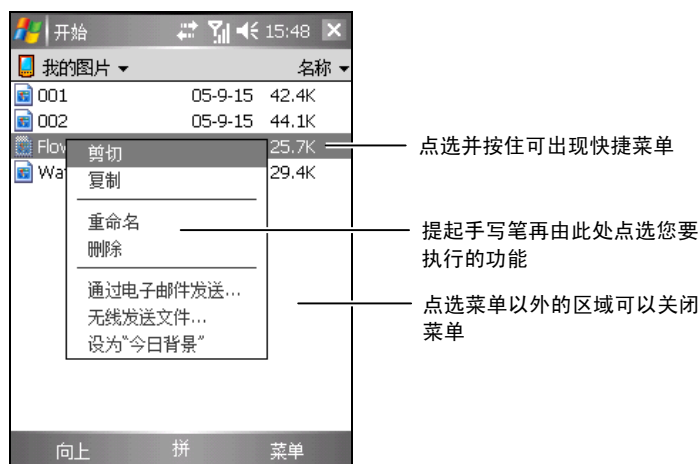 开始 15:48
我的图片 名称
001 05-9-15 42.4K
002 05-9-15 44.1K
Flow 25.7K
Wat 29.4K
剪切
复制
重命名
删除
通过电子邮件发送...
无线发送文件...
设为“今日背景”
向上 拼 菜单
点选并按住可出现快捷菜单
提起手写笔再由此处点选您要
执行的功能
点选菜单以外的区域可以关闭
菜单